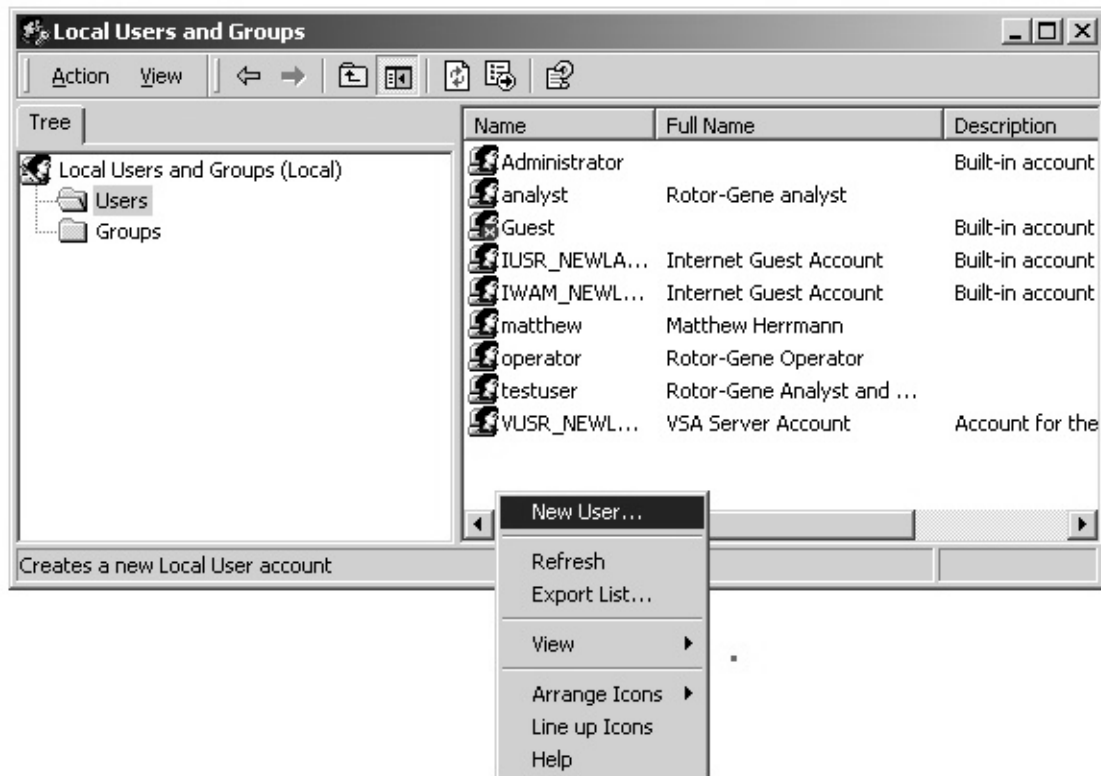 Local Users and Groups
Action View
Tree
Local Users and Groups (Local)
Users
Groups
Name Full Name Description
Administrator Built-in account
analyst Rotor-Gene analyst
Guest Built-in account
IUSR_NEWLA... Internet Guest Account Built-in account
IWAM_NEWL... Internet Guest Account Built-in account
matthew Matthew Herrmann
operator Rotor-Gene Operator
testuser Rotor-Gene Analyst and ...
VUSR_NEWL... VSA Server Account Account for the
New User...
Refresh
Export List...
View
Arrange Icons
Line up Icons
Help
Creates a new Local User account